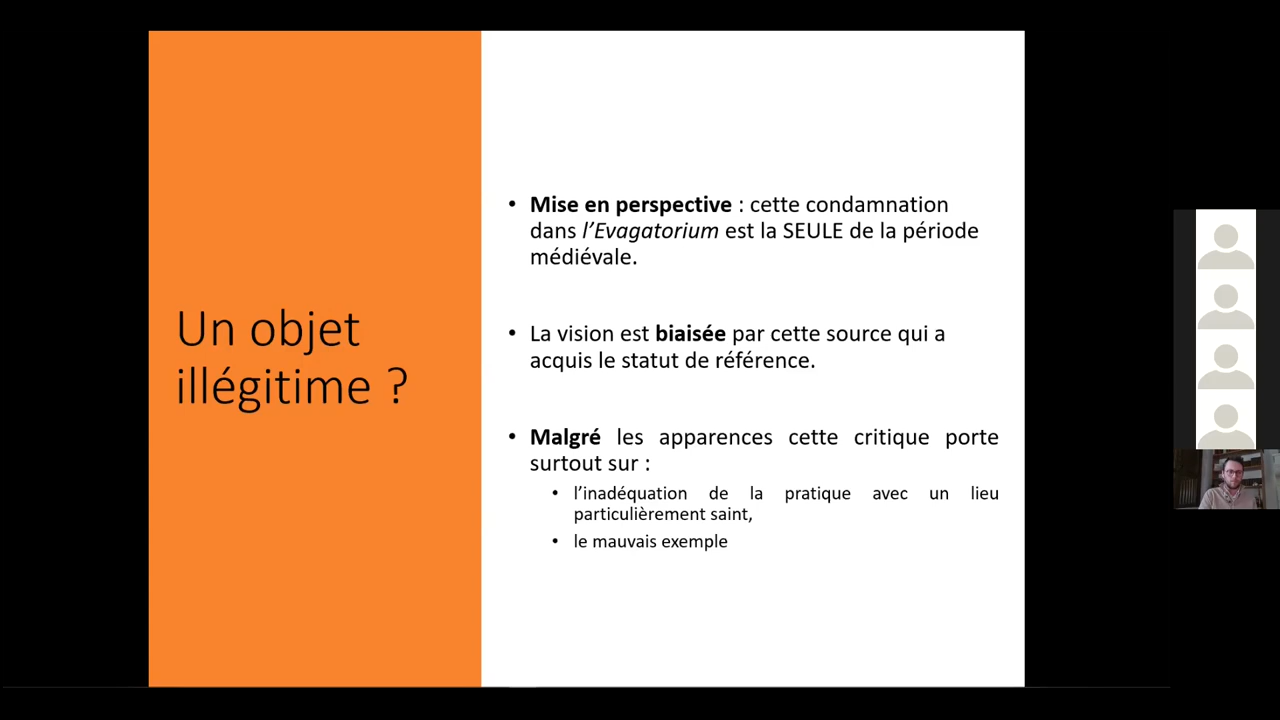 Un objet
illégitime ?
• Mise en perspective : cette condamnation
dans l’Evagatorium est la SEULE de la période
médiévale.
• La vision est biaisée par cette source qui a
acquis le statut de référence.
• Malgré les apparences cette critique porte
surtout sur :
• l’inadéquation de la pratique avec un lieu
particulièrement saint,
• le mauvais exemple